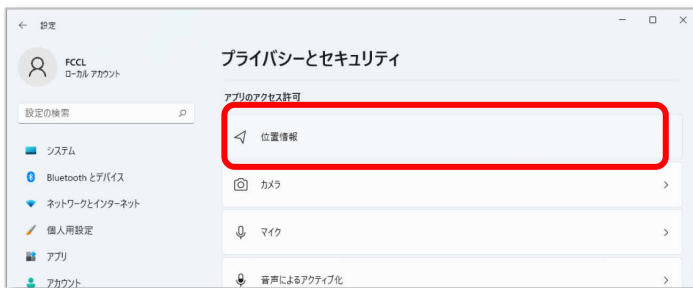 設定
FCCL
ローカル アカウント
設定の検索
システム
Bluetooth とデバイス
ネットワークとインターネット
個人用設定
アプリ
アカウント
プライバシーとセキュリティ
アプリのアクセス許可
位置情報
カメラ
マイク
音声によるアクティブ化